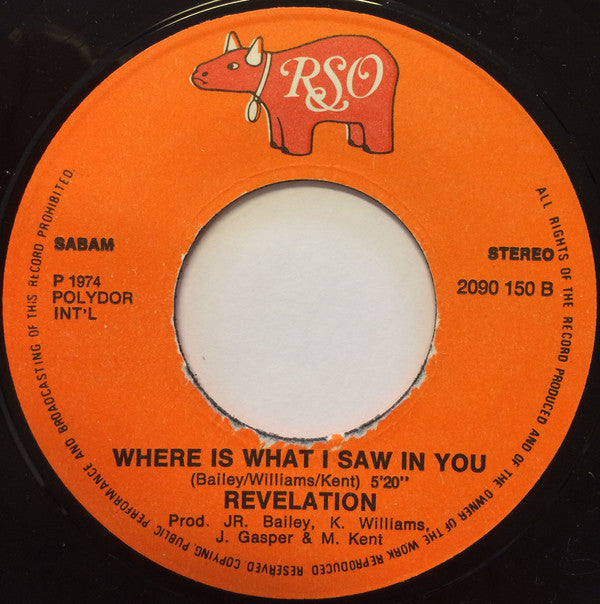 RSO
SABAM
P 1974
POLYDOR
INT'L
STEREO
2090 150 B
WHERE IS WHAT I SAW IN YOU
(Bailey/Williams/Kent) 5'20"
REVELATION
Prod. JR. Bailey, K. Williams,
J. Gasper & M. Kent
ALL RIGHTS OF THE RECORD PRODUCED AND OF THE OWNER OF THE WORK REPRODUCED RESERVED COPYING PUBLIC PERFORMANCE AND BROADCASTING OF THIS RECORD PROHIBITED.